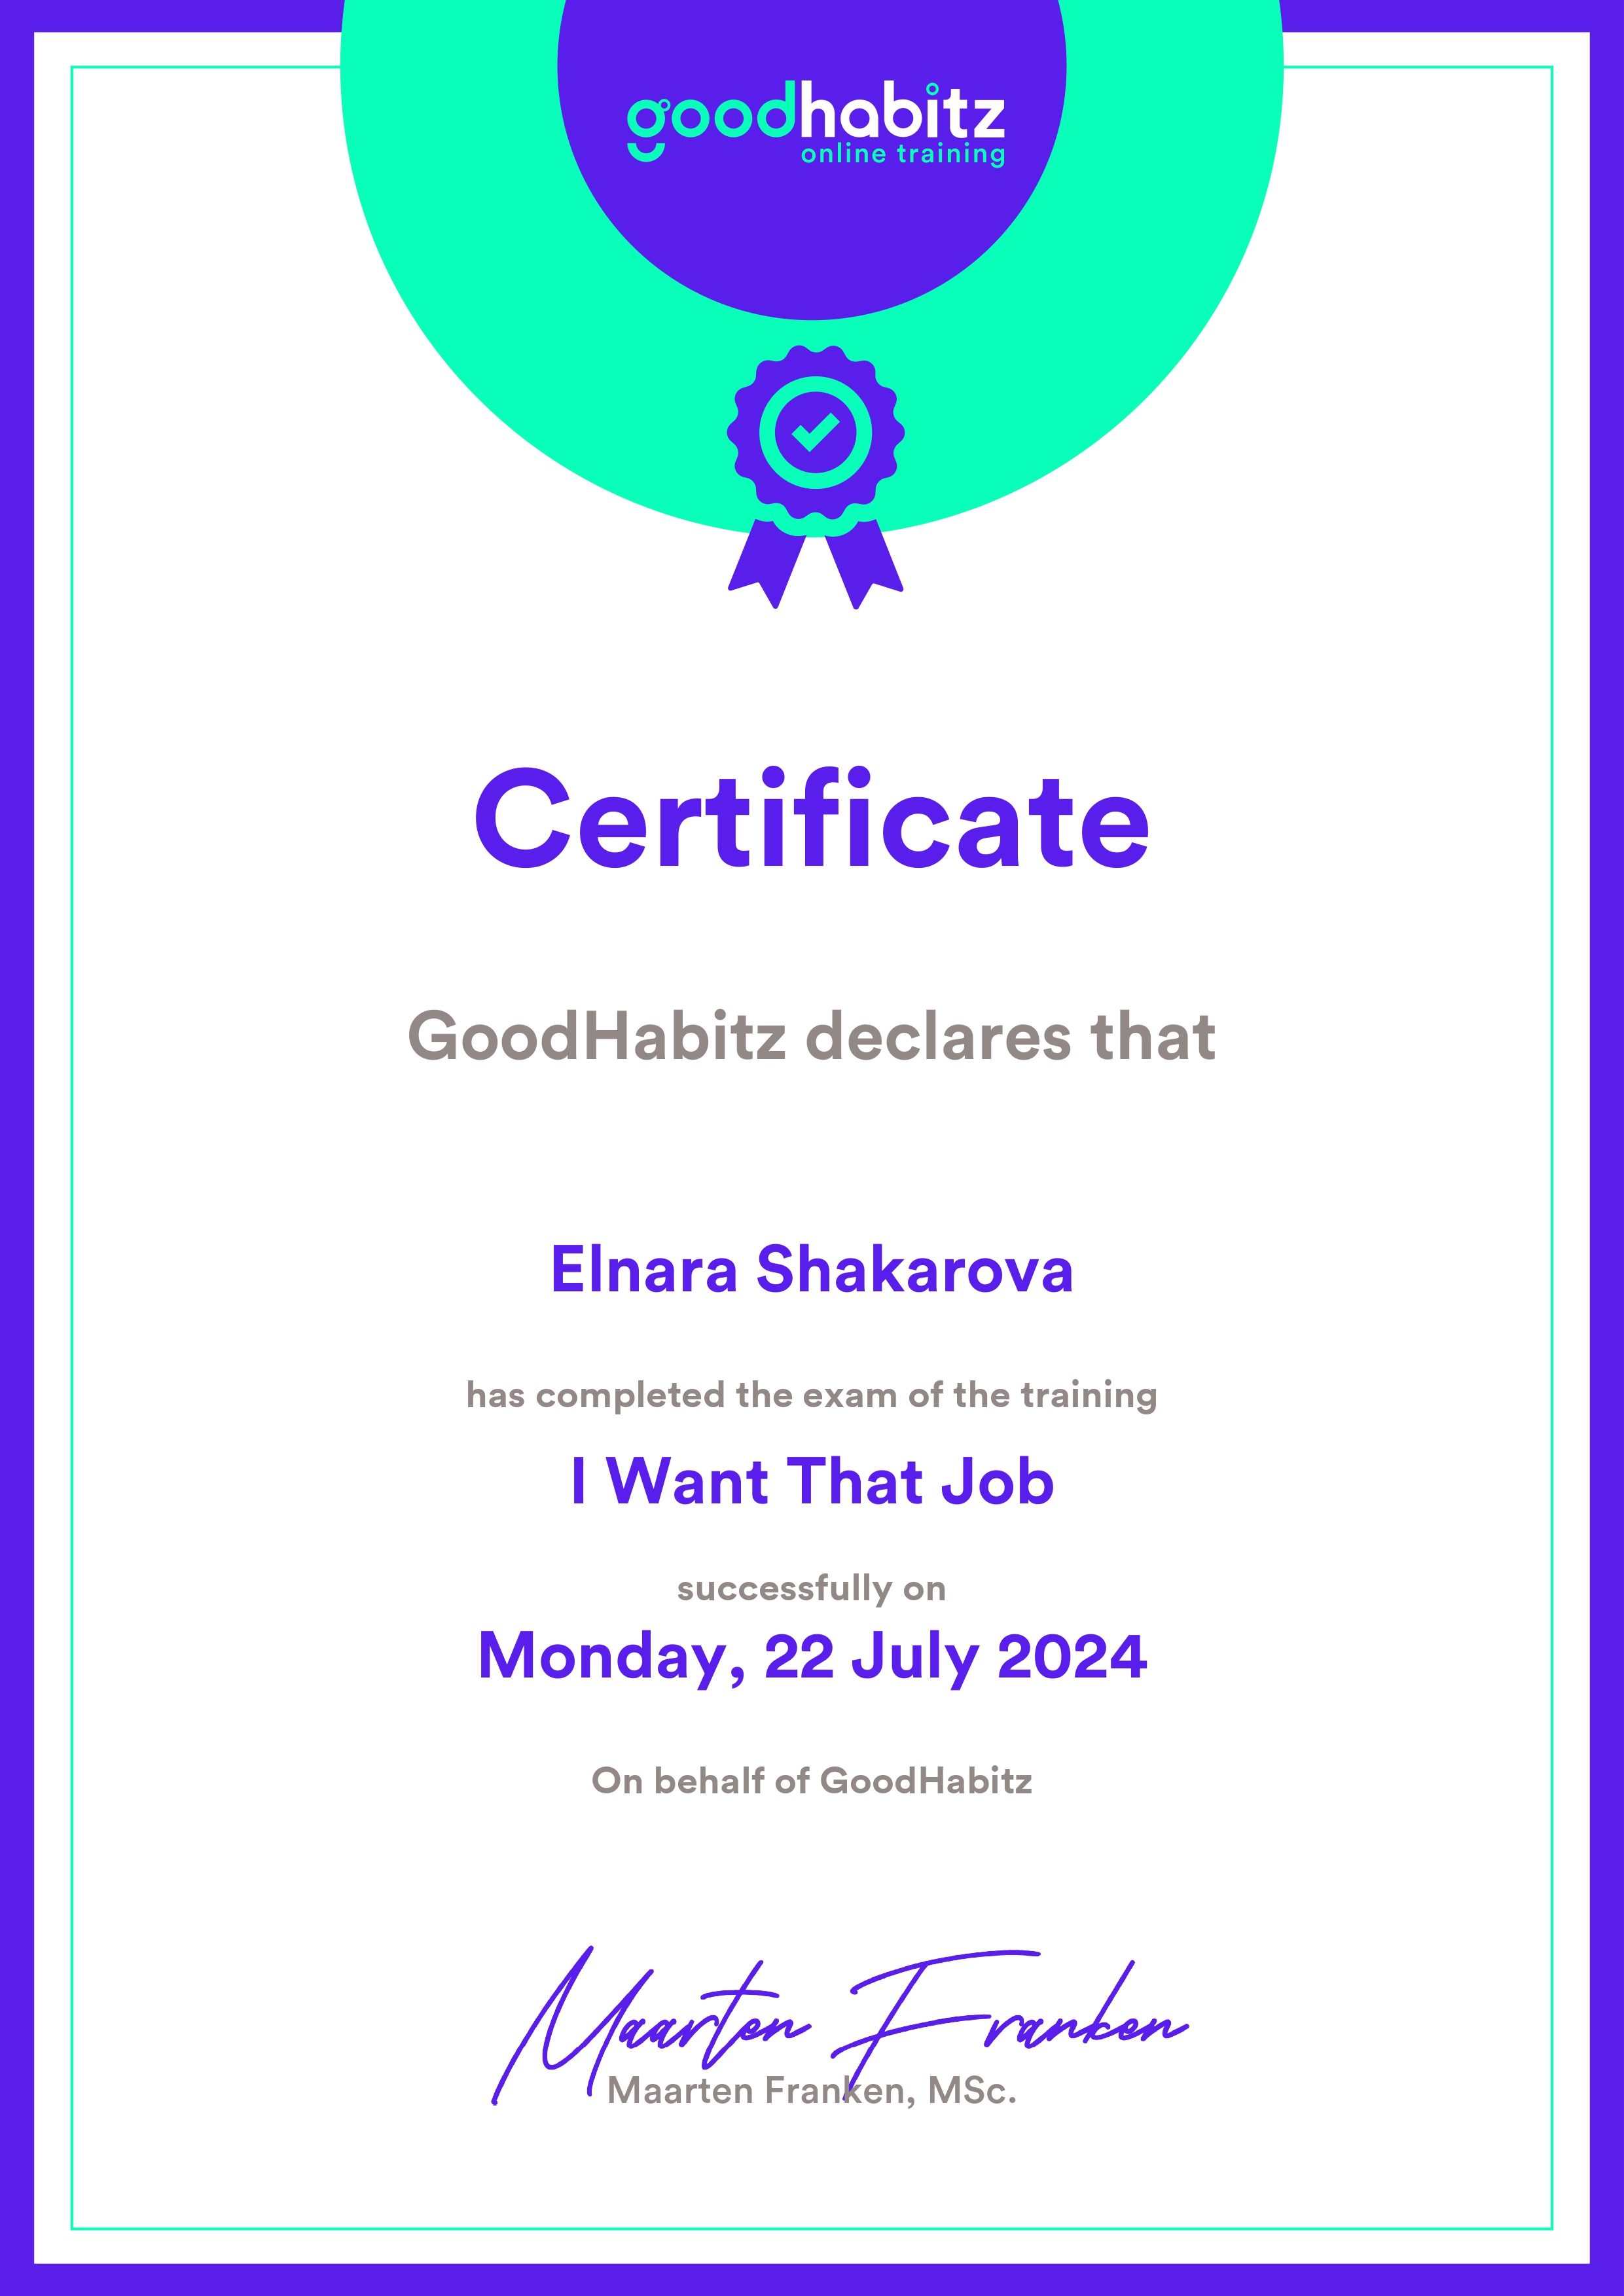 goodhabitz
online training
Certificate
GoodHabitz declares that
Elnara Shakarova
has completed the exam of the training
I Want That Job
successfully on
Monday, 22 July 2024
On behalf of GoodHabitz
Maarten Franken
Maarten Franken, MSc.